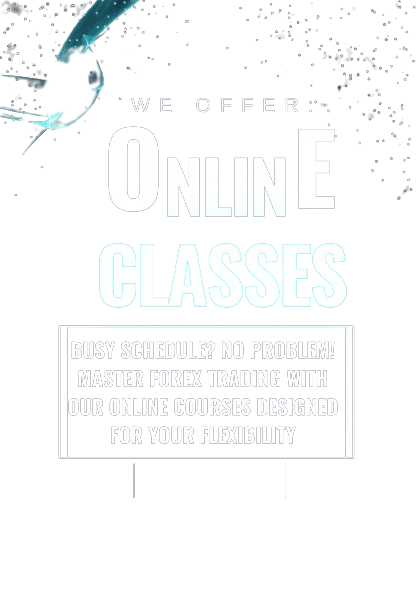 WE OFFER:
ONLINE
CLASSES
BUSY SCHEDULE? NO PROBLEM!
MASTER FOREX TRADING WITH
OUR ONLINE COURSES DESIGNED
FOR YOUR FLEXIBILITY